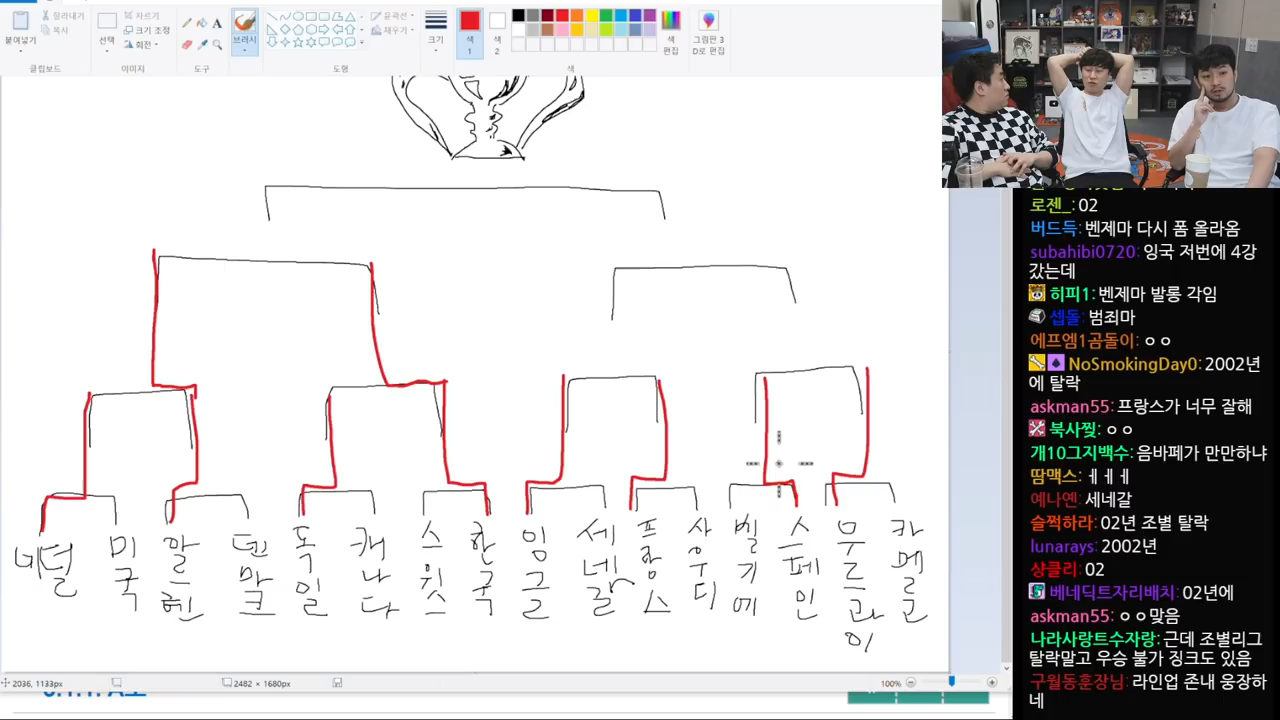 붙여넣기
잘라내기
복사
클립보드
선택
자르기
크기 조정
회전
이미지
도구
브러시
도형
윤곽선
채우기
크기
색 1
색 2
색 편집
색
그림판 3D로 편집
네덜
미국
알헨
덴마크
독일
캐나다
스위스
한국
잉글
세네갈
프랑스
사우디
벨기에
스페인
우루과이
카메룬
로젠_: 02
버드득: 벤제마 다시 폼 올라옴
subahibi0720: 잉국 저번에 4강
갔는데
히피1: 벤제마 발롱 각임
셉돌: 범죄마
에프엠1곰돌이: ㅇㅇ
NoSmokingDay0: 2002년
에 탈락
askman55: 프랑스가 너무 잘해
북사찢: ㅇㅇ
개10그지백수: 음바페가 만만하냐
땀맥스: ㅔㅔㅔ
예나옌: 세네갈
슬쩍하라: 02년 조별 탈락
lunarays: 2002년
샹클리: 02
베네딕트자리배치: 02년에
askman55: ㅇㅇ맞음
나라사랑트수자랑: 근데 조별리그
탈락말고 우승 불가 징크도 있음
구월동훈장님: 라인업 존내 웅장하
네
2036, 1133px
2482 × 1680px
100%